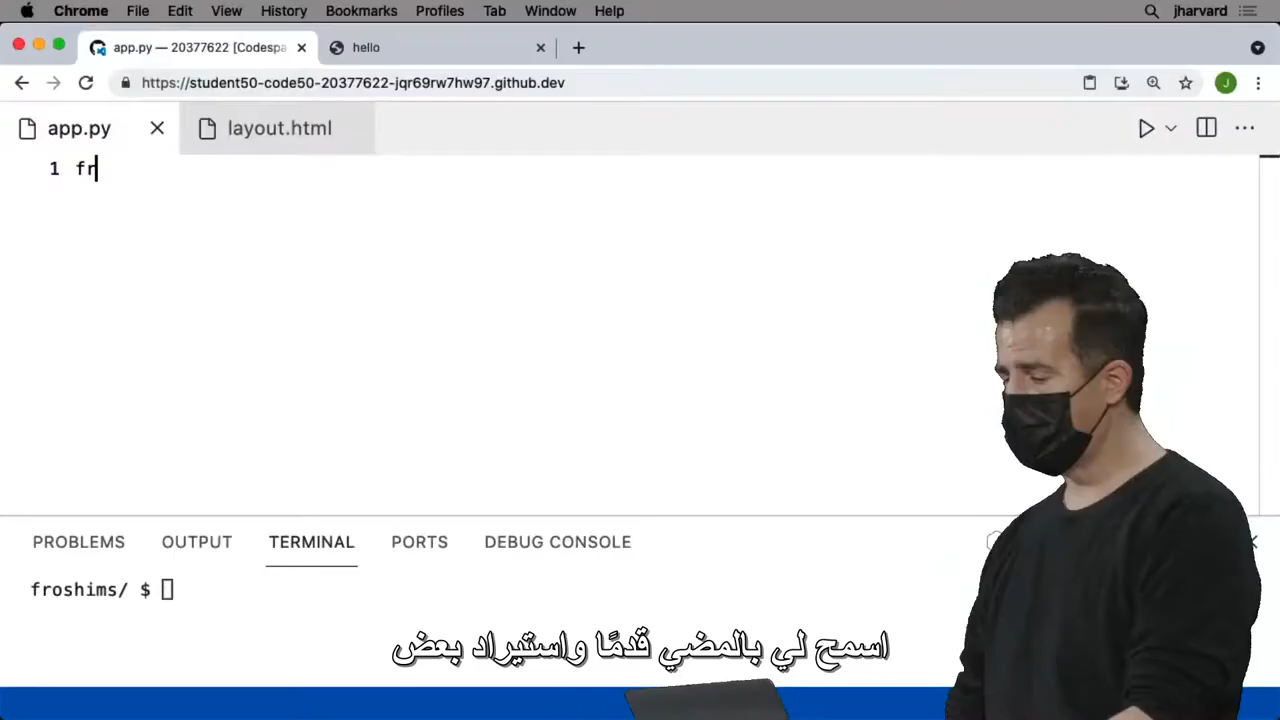 Chrome File Edit View History Bookmarks Profiles Tab Window Help jharvard
app.py — 20377622 [Codespa hello
https://student50-code50-20377622-jqr69rw7hw97.github.dev J
app.py layout.html
1 fr
PROBLEMS OUTPUT TERMINAL PORTS DEBUG CONSOLE
froshims/ $
اسمح لي بالمضي قدمًا واستيراد بعض